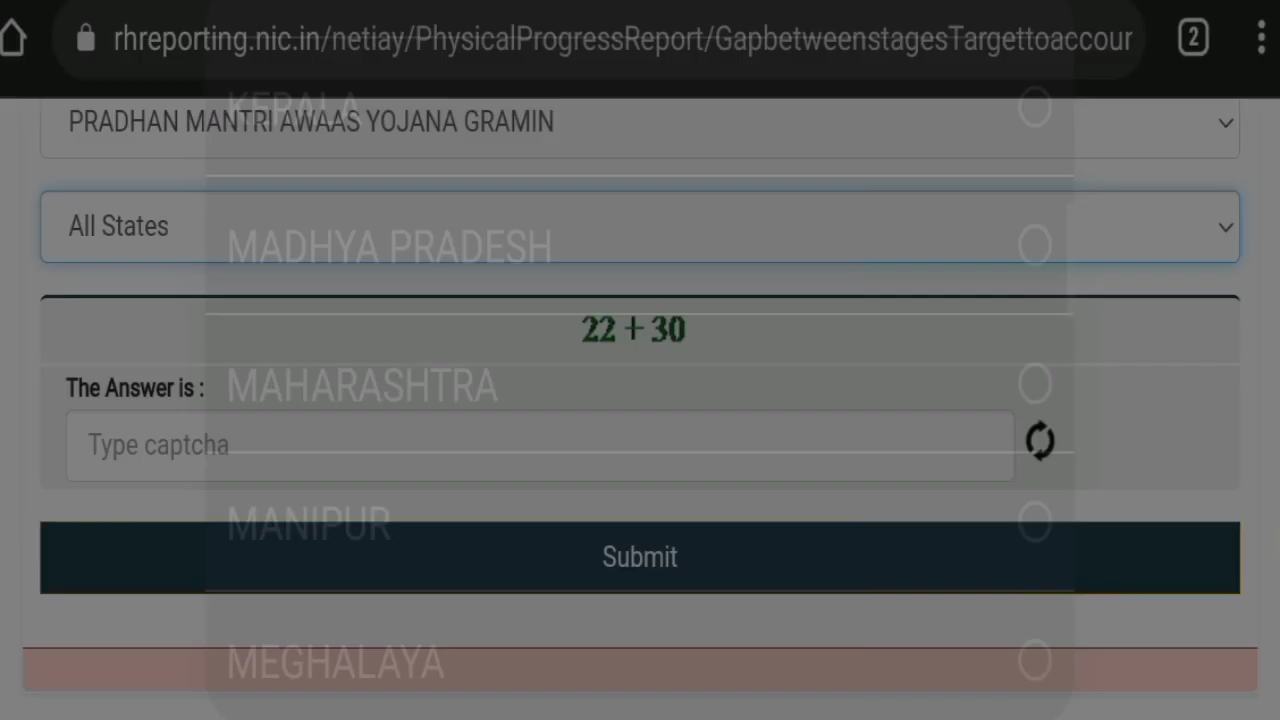 rhreporting.nic.in/netiay/PhysicalProgressReport/GapbetweenstagesTargettoaccour
2
KERALA
PRADHAN MANTRI AWAAS YOJANA GRAMIN
All States
MADHYA PRADESH
22 + 30
The Answer is :
MAHARASHTRA
Type captcha
MANIPUR
Submit
MEGHALAYA